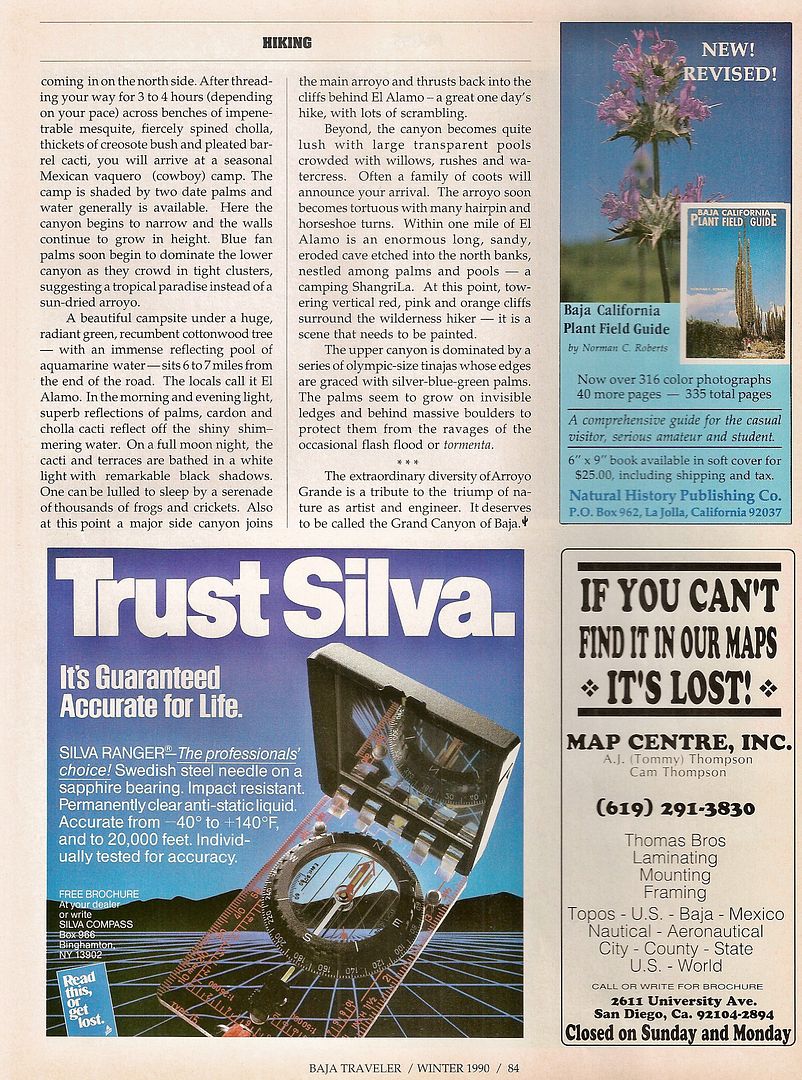 HIKING
coming in on the north side. After thread-
ing your way for 3 to 4 hours (depending
on your pace) across benches of impene-
trable mesquite, fiercely spined cholla,
thickets of creosote bush and pleated bar-
rel cacti, you will arrive at a seasonal
Mexican vaquero (cowboy) camp. The
camp is shaded by two date palms and
water generally is available. Here the
canyon begins to narrow and the walls
continue to grow in height. Blue fan
palms soon begin to dominate the lower
canyon as they crowd in tight clusters,
suggesting a tropical paradise instead of a
sun-dried arroyo.
A beautiful campsite under a huge,
radiant green, recumbent cottonwood tree
— with an immense reflecting pool of
aquamarine water — sits 6 to 7 miles from
the end of the road. The locals call it El
Alamo. In the morning and evening light,
superb reflections of palms, cardon and
cholla cacti reflect off the shiny shim–
mering water. On a full moon night, the
cacti and terraces are bathed in a white
light with remarkable black shadows.
One can be lulled to sleep by a serenade
of thousands of frogs and crickets. Also
at this point a major side canyon joins
the main arroyo and thrusts back into the
cliffs behind El Alamo – a great one day's
hike, with lots of scrambling.
Beyond, the canyon becomes quite
lush with large transparent pools
crowded with willows, rushes and wa-
tercress. Often a family of coots will
announce your arrival. The arroyo soon
becomes tortuous with many hairpin and
horseshoe turns. Within one mile of El
Alamo is an enormous long, sandy,
eroded cave etched into the north banks,
nestled among palms and pools — a
camping ShangriLa. At this point, tow-
ering vertical red, pink and orange cliffs
surround the wilderness hiker — it is a
scene that needs to be painted.
The upper canyon is dominated by a
series of olympic-size tinajas whose edges
are graced with silver-blue-green palms.
The palms seem to grow on invisible
ledges and behind massive boulders to
protect them from the ravages of the
occasional flash flood or tormenta.
* * *
The extraordinary diversity of Arroyo
Grande is a tribute to the triump of na-
ture as artist and engineer. It deserves
to be called the Grand Canyon of Baja.
NEW!
REVISED!
BAJA CALIFORNIA
PLANT FIELD GUIDE
NORMAN C. ROBERTS
Baja California
Plant Field Guide
by Norman C. Roberts
Now over 316 color photographs
40 more pages — 335 total pages
A comprehensive guide for the casual
visitor, serious amateur and student.
6" x 9" book available in soft cover for
$25.00, including shipping and tax.
Natural History Publishing Co.
P.O. Box 962, La Jolla, California 92037
Trust Silva.
It's Guaranteed
Accurate for Life.
SILVA RANGER® The professionals'
choice! Swedish steel needle on a
sapphire bearing. Impact resistant.
Permanently clear anti-static liquid.
Accurate from —40° to +140°F,
and to 20,000 feet. Individ-
ually tested for accuracy.
FREE BROCHURE
At your dealer
or write
SILVA COMPASS
Box 966
Binghamton,
NY 13902
Read
this,
or
get
lost.
IF YOU CAN'T
FIND IT IN OUR MAPS
IT'S LOST!
MAP CENTRE, INC.
A.J. (Tommy) Thompson
Cam Thompson
(619) 291-3830
Thomas Bros
Laminating
Mounting
Framing
Topos - U.S. - Baja - Mexico
Nautical - Aeronautical
City - County - State
U.S. - World
CALL OR WRITE FOR BROCHURE
2611 University Ave.
San Diego, Ca. 92104-2894
Closed on Sunday and Monday
BAJA TRAVELER / WINTER 1990 / 84